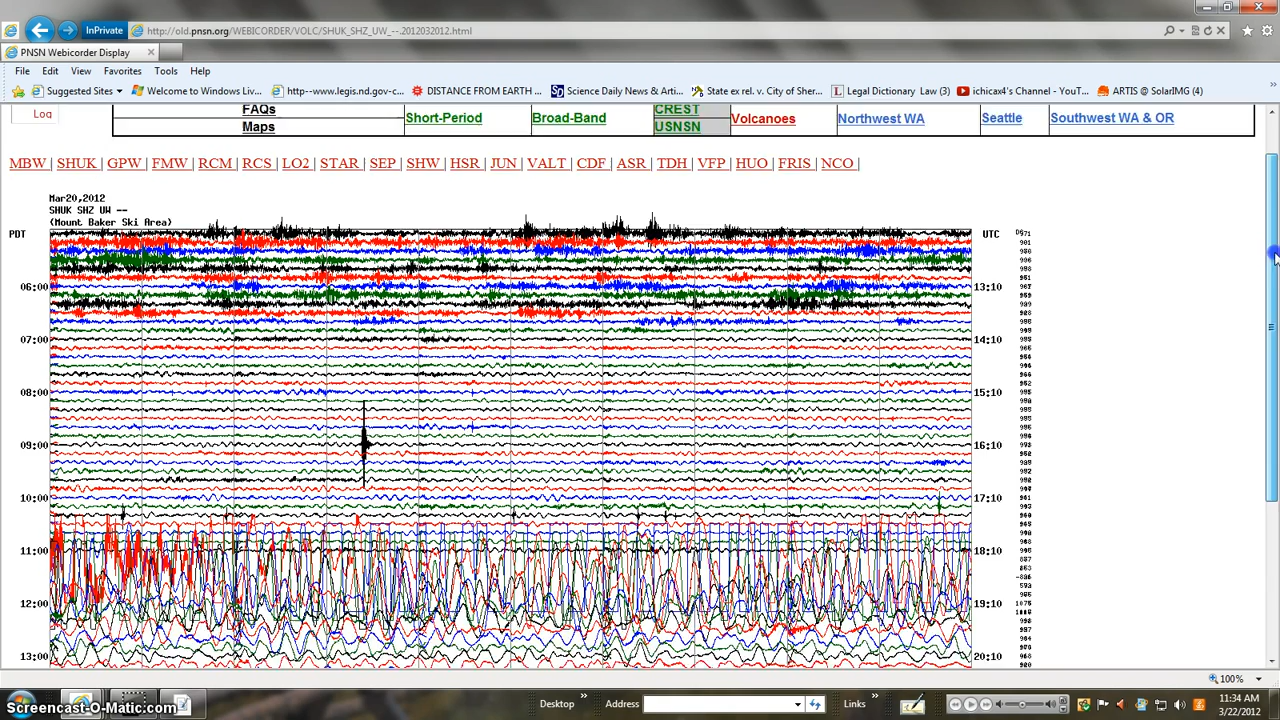 InPrivate
http://old.pnsn.org/WEBICORDER/VOLC/SHUK_SHZ_UW_--.2012032012.html
PNSN Webicorder Display
File Edit View Favorites Tools Help
Suggested Sites Welcome to Windows Li... http--www.legis.nd.gov-c... DISTANCE FROM EARTH ... Science Daily News & Arti... State ex rel. v. City of Sher... Legal Dictionary Law (3) ichicax4's Channel - YouT... ARTIS @ SolarIMG (4)
Log FAQs Short-Period Broad-Band CREST Volcanoes Northwest WA Seattle Southwest WA & OR
Maps USNSN
MBW | SHUK | GPW | FMW | RCM | RCS | LO2 | STAR | SEP | SHW | HSR | JUN | VALT | CDF | ASR | TDH | VFP | HUO | FRIS | NCO |
Mar20,2012
SHUK SHZ UW --
(Mount Baker Ski Area)
PDT UTC
06:00 13:10
07:00 14:10
08:00 15:10
09:00 16:10
10:00 17:10
11:00 18:10
12:00 19:10
13:00 20:10
100%
Screencast-O-Matic.com Desktop Address Links
11:34 AM
3/22/2012